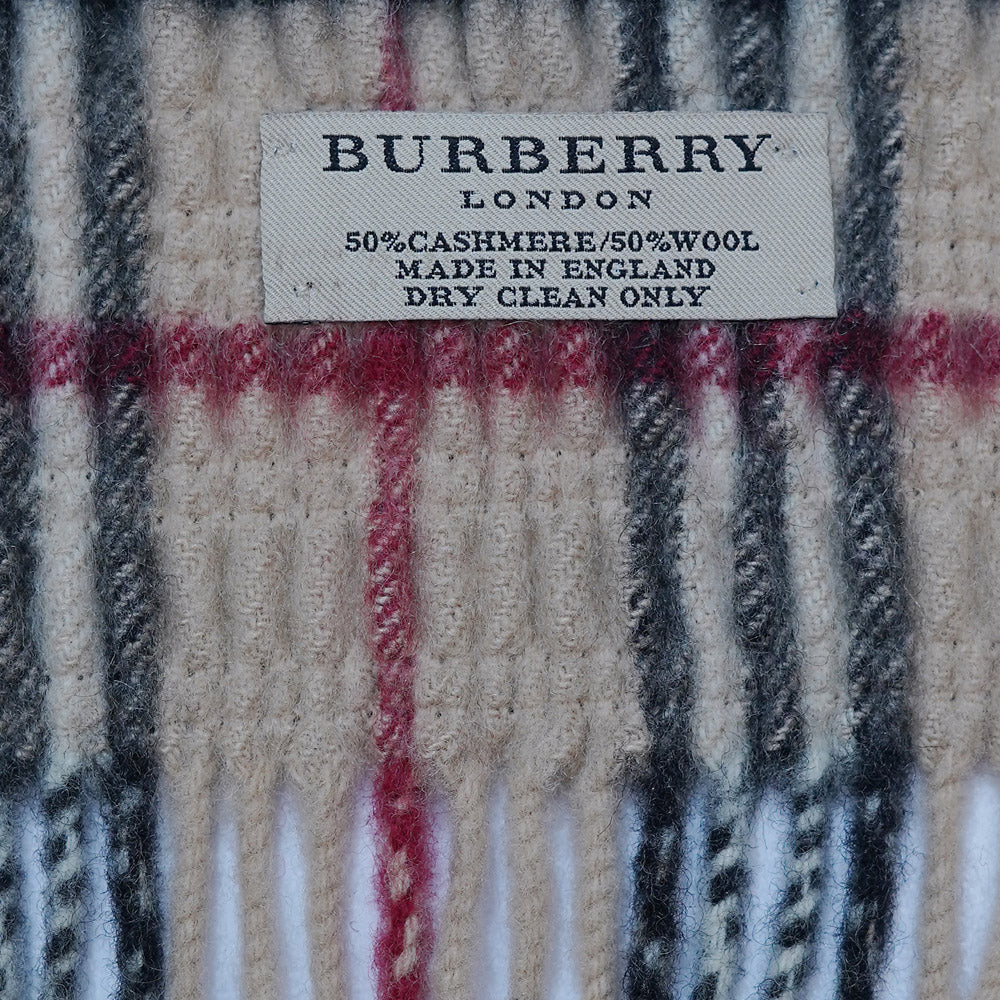 BURBERRY
LONDON
50%CASHMERE/50%WOOL
MADE IN ENGLAND
DRY CLEAN ONLY